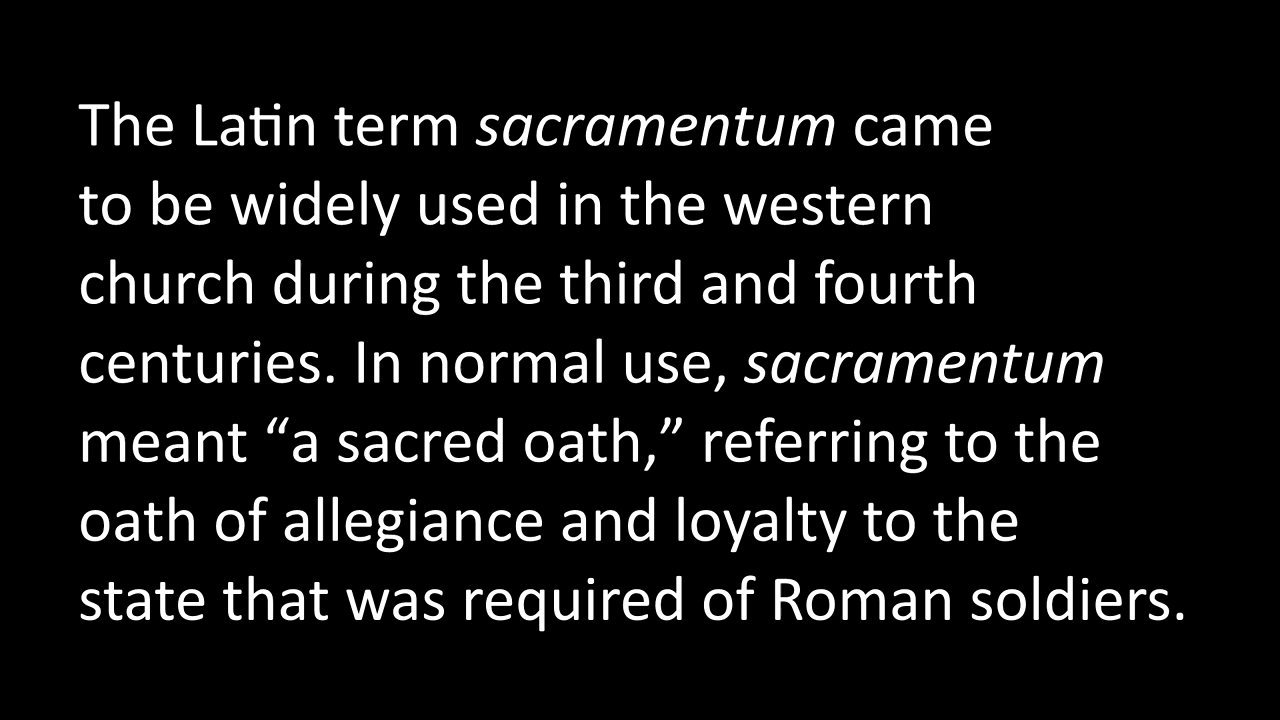 The Latin term sacramentum came
to be widely used in the western
church during the third and fourth
centuries. In normal use, sacramentum
meant “a sacred oath,” referring to the
oath of allegiance and loyalty to the
state that was required of Roman soldiers.